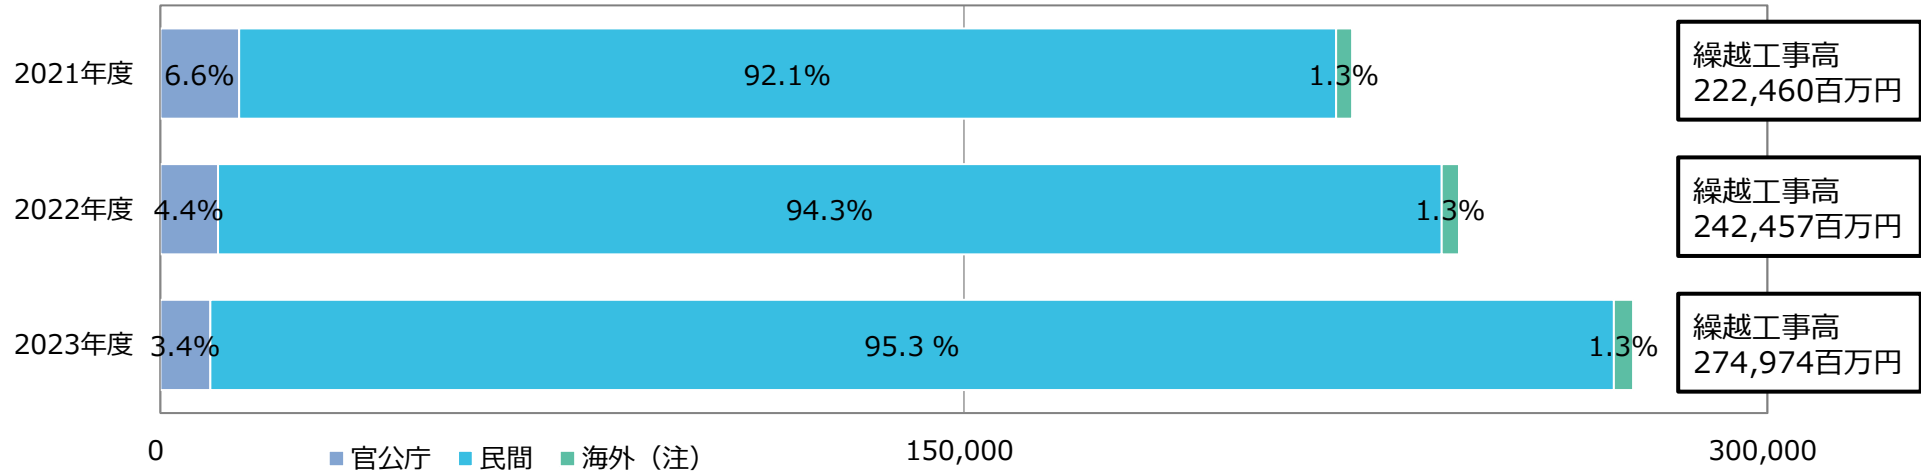 2021年度 6.6% 92.1% 1.3%
繰越工事高
222,460百万円
2022年度 4.4% 94.3% 1.3%
繰越工事高
242,457百万円
2023年度 3.4% 95.3 % 1.3%
繰越工事高
274,974百万円
0 150,000 300,000
官公庁 民間 海外（注）